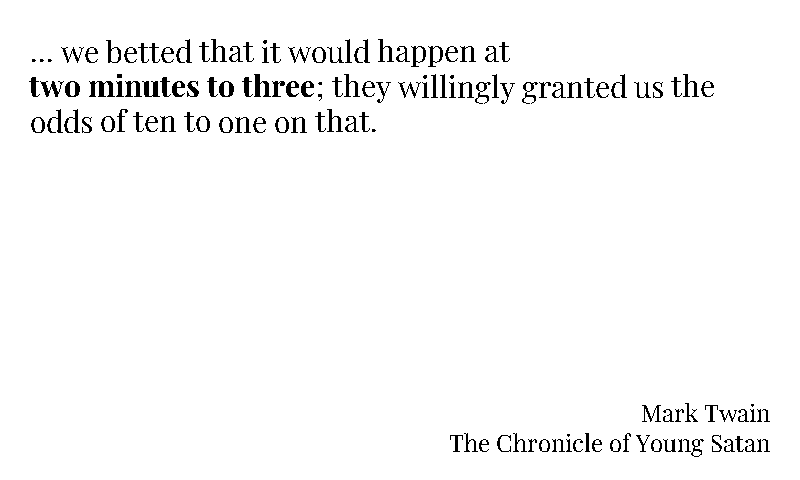 ... we betted that it would happen at
two minutes to three; they willingly granted us the
odds of ten to one on that.
Mark Twain
The Chronicle of Young Satan